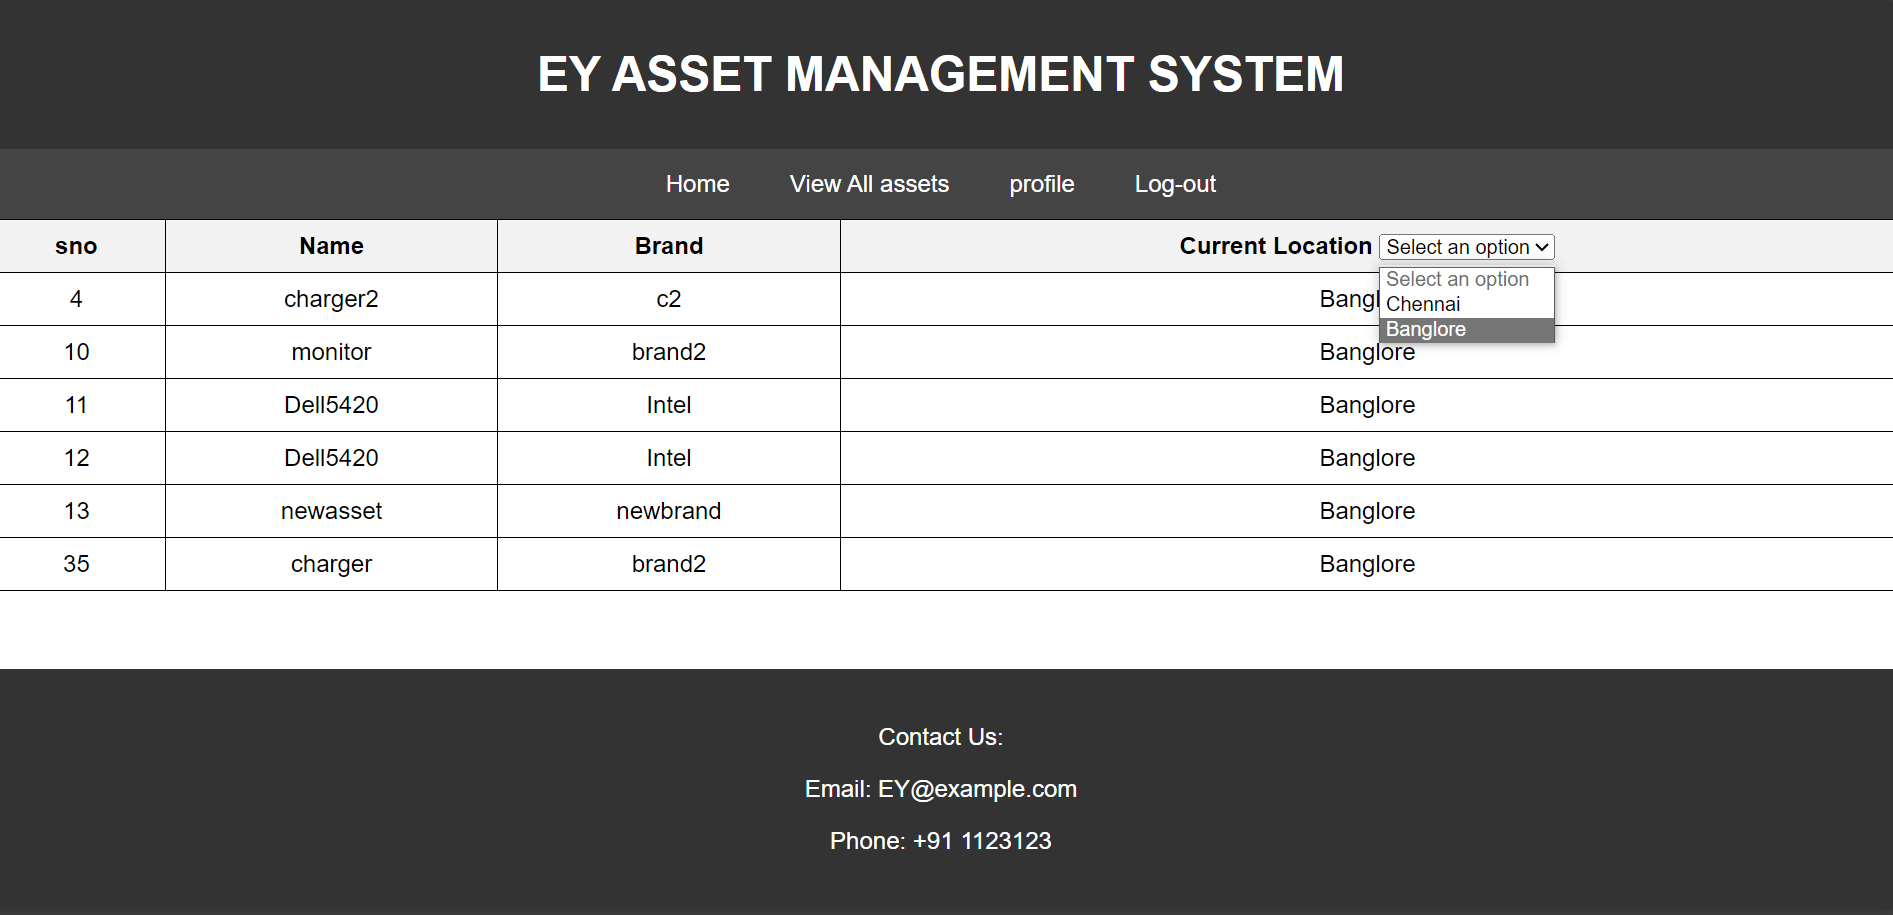 EY ASSET MANAGEMENT SYSTEM
Home View All assets profile Log-out
sno Name Brand Current Location Select an option
Select an option
Chennai
Banglore
4 charger2 c2 Bangl
10 monitor brand2 Banglore
11 Dell5420 Intel Banglore
12 Dell5420 Intel Banglore
13 newasset newbrand Banglore
35 charger brand2 Banglore
Contact Us:
Email: EY@example.com
Phone: +91 1123123